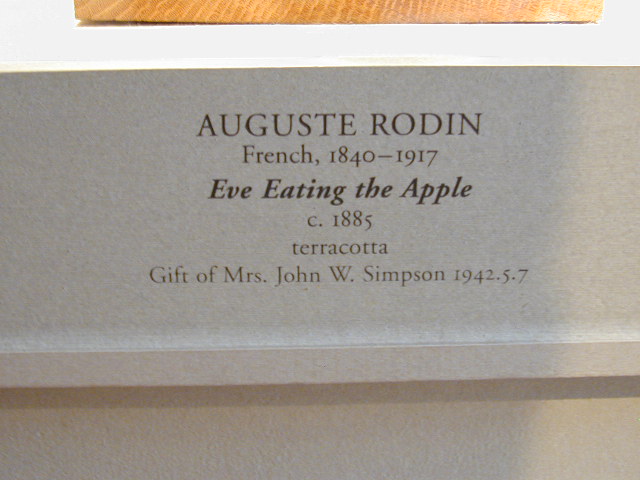 AUGUSTE RODIN
French, 1840–1917
Eve Eating the Apple
c. 1885
terracotta
Gift of Mrs. John W. Simpson 1942.5.7